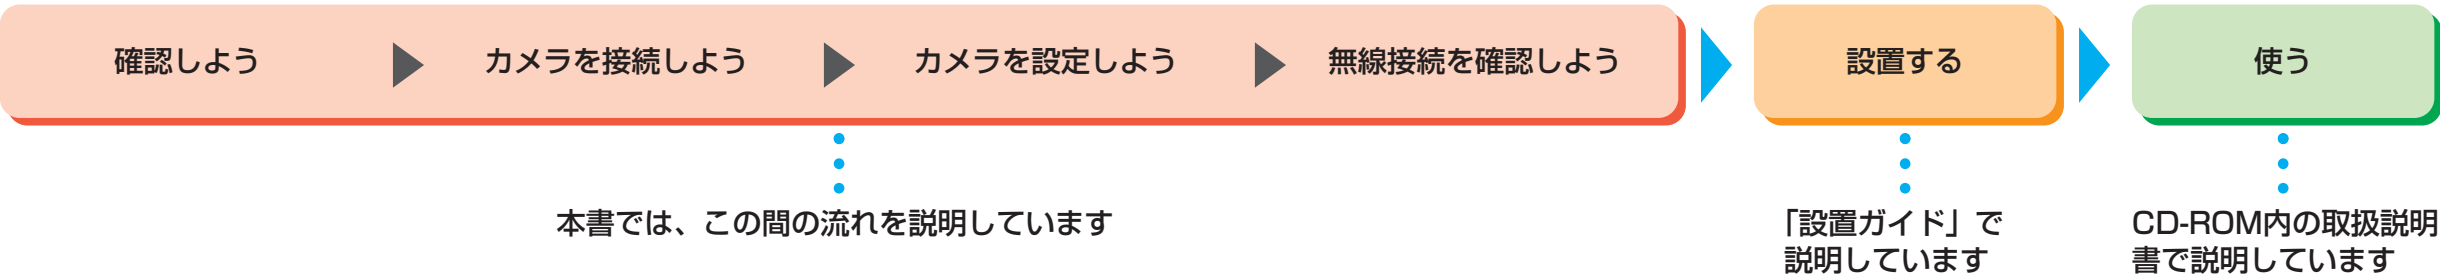 確認しよう
カメラを接続しよう
カメラを設定しよう
無線接続を確認しよう
設置する
使う
本書では、この間の流れを説明しています
「設置ガイド」で
説明しています
CD-ROM内の取扱説明
書で説明しています